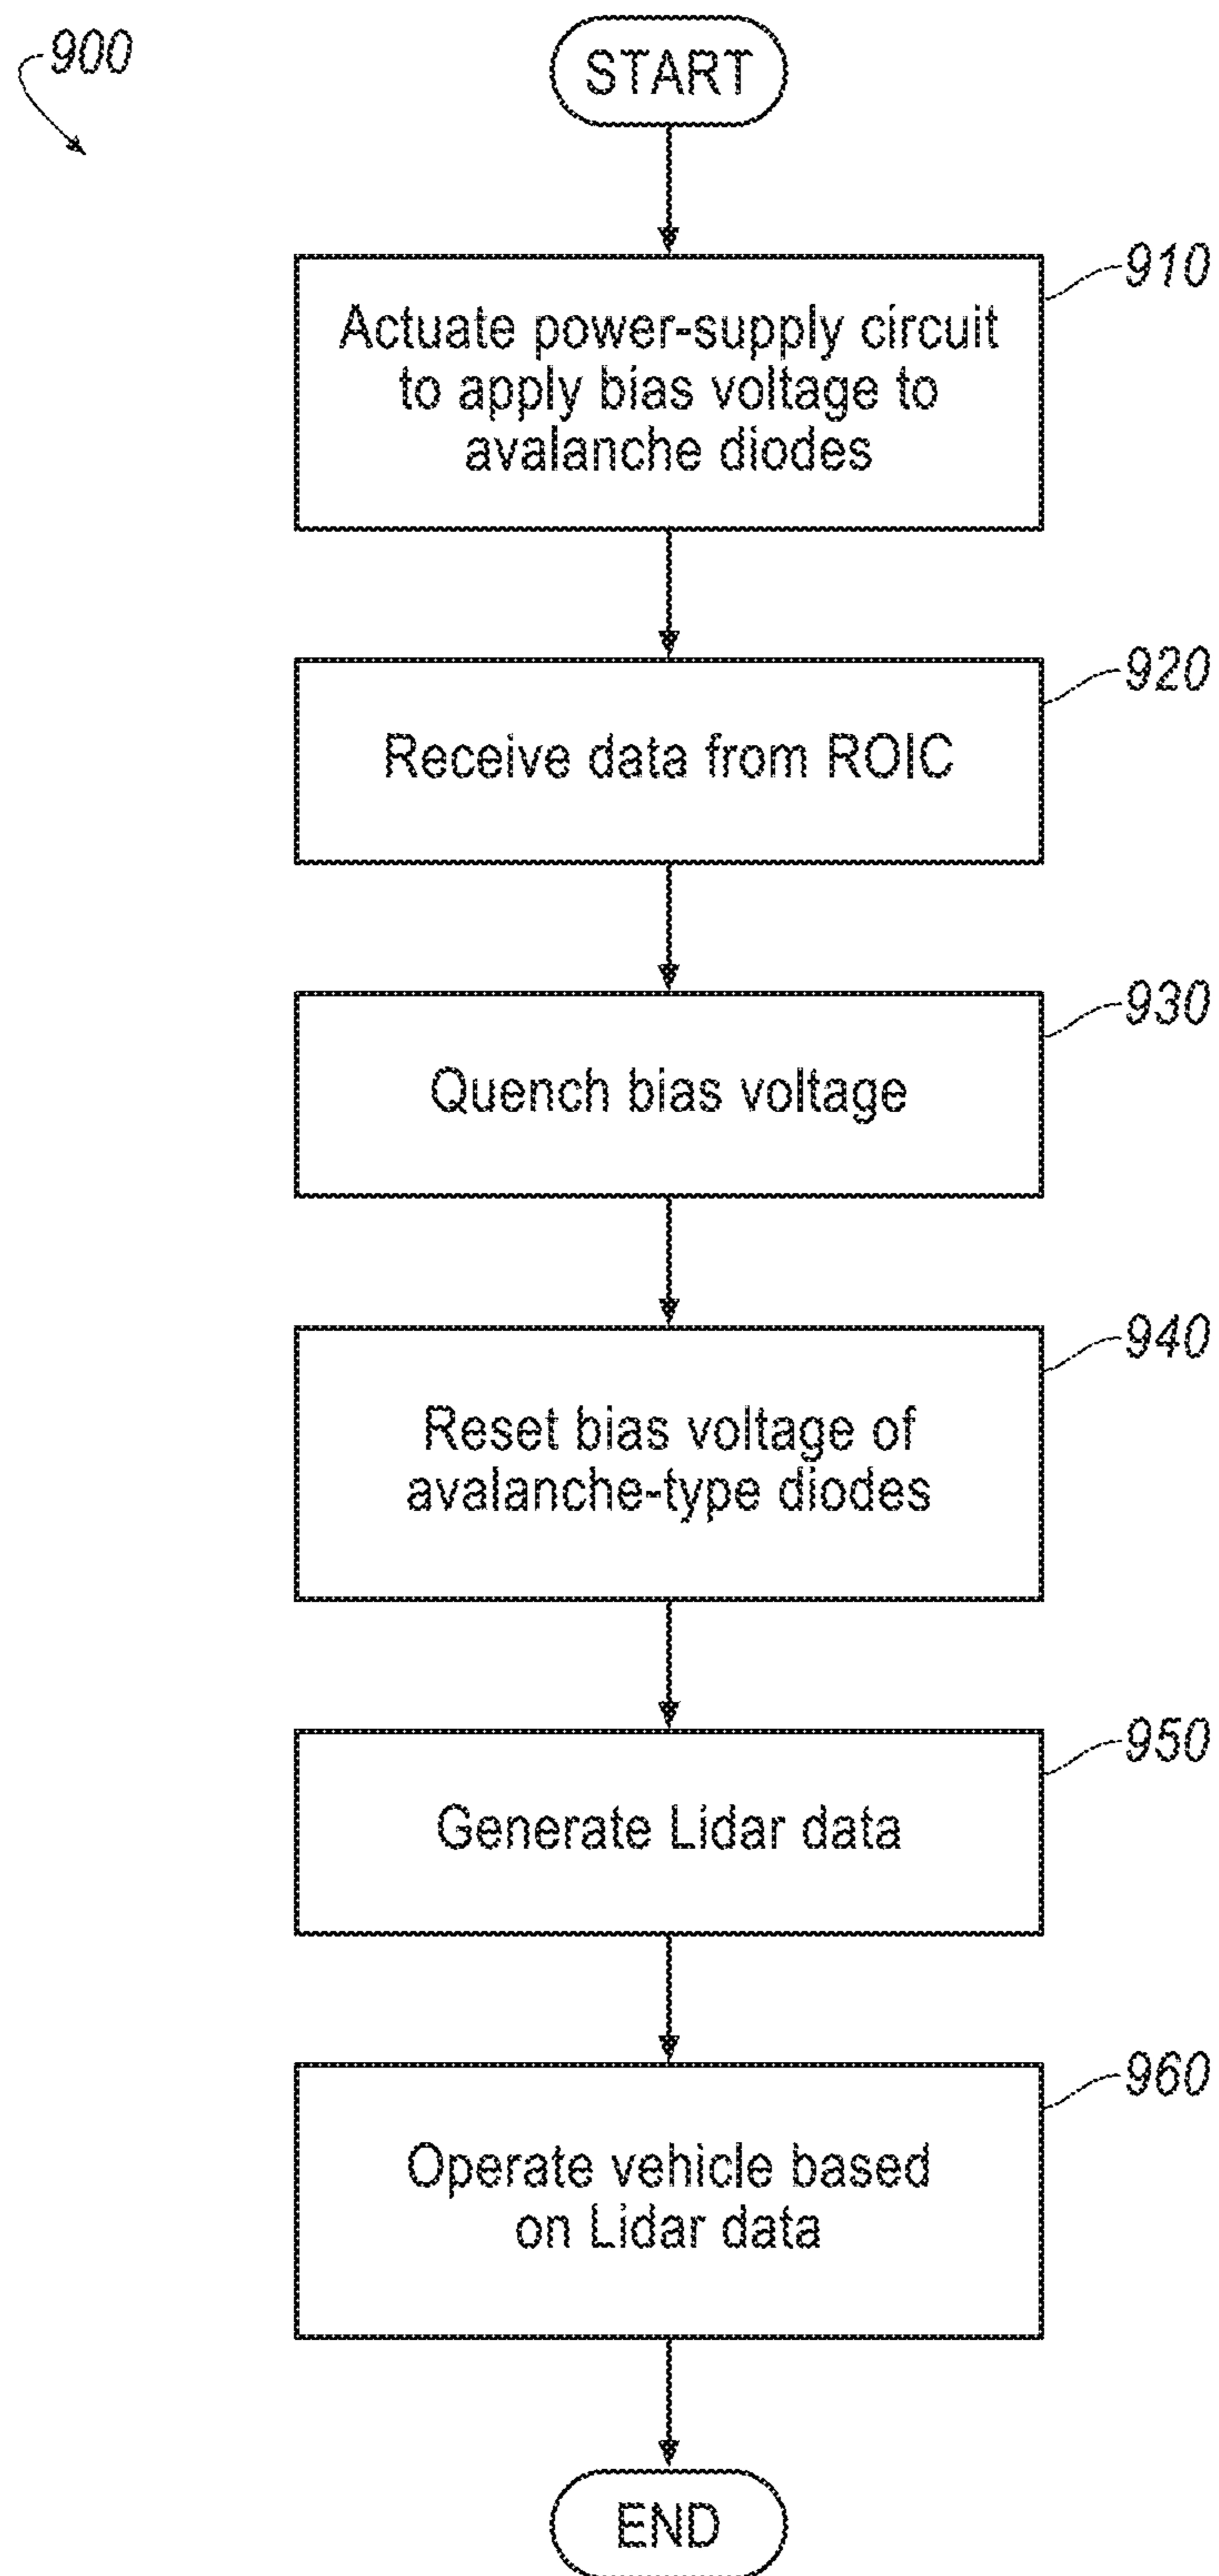 900
START
910
Actuate power-supply circuit
to apply bias voltage to
avalanche diodes
920
Receive data from ROIC
930
Quench bias voltage
940
Reset bias voltage of
avalanche-type diodes
950
Generate Lidar data
960
Operate vehicle based
on Lidar data
END